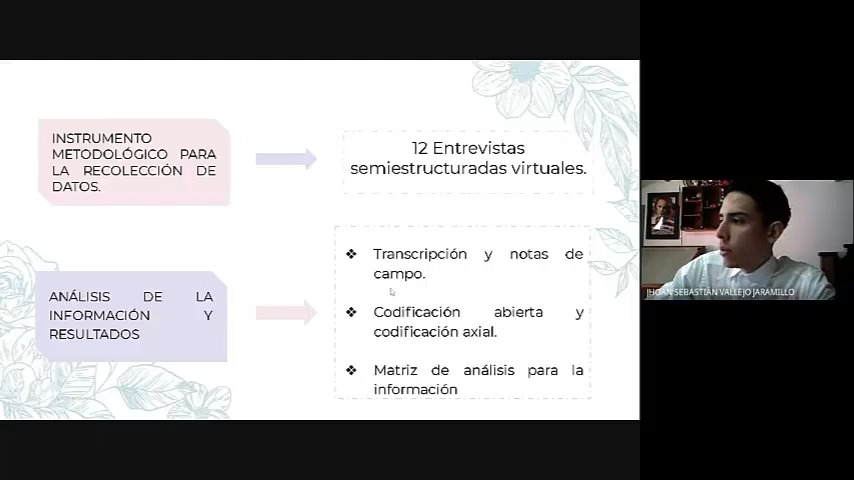 INSTRUMENTO
METODOLÓGICO PARA
LA RECOLECCIÓN DE
DATOS.
12 Entrevistas
semiestructuradas virtuales.
ANÁLISIS DE LA
INFORMACIÓN Y
RESULTADOS
❖ Transcripción y notas de
campo.
❖ Codificación abierta y
codificación axial.
❖ Matriz de análisis para la
información
JHOAN SEBASTIÁN VALLEJO JARAMILLO